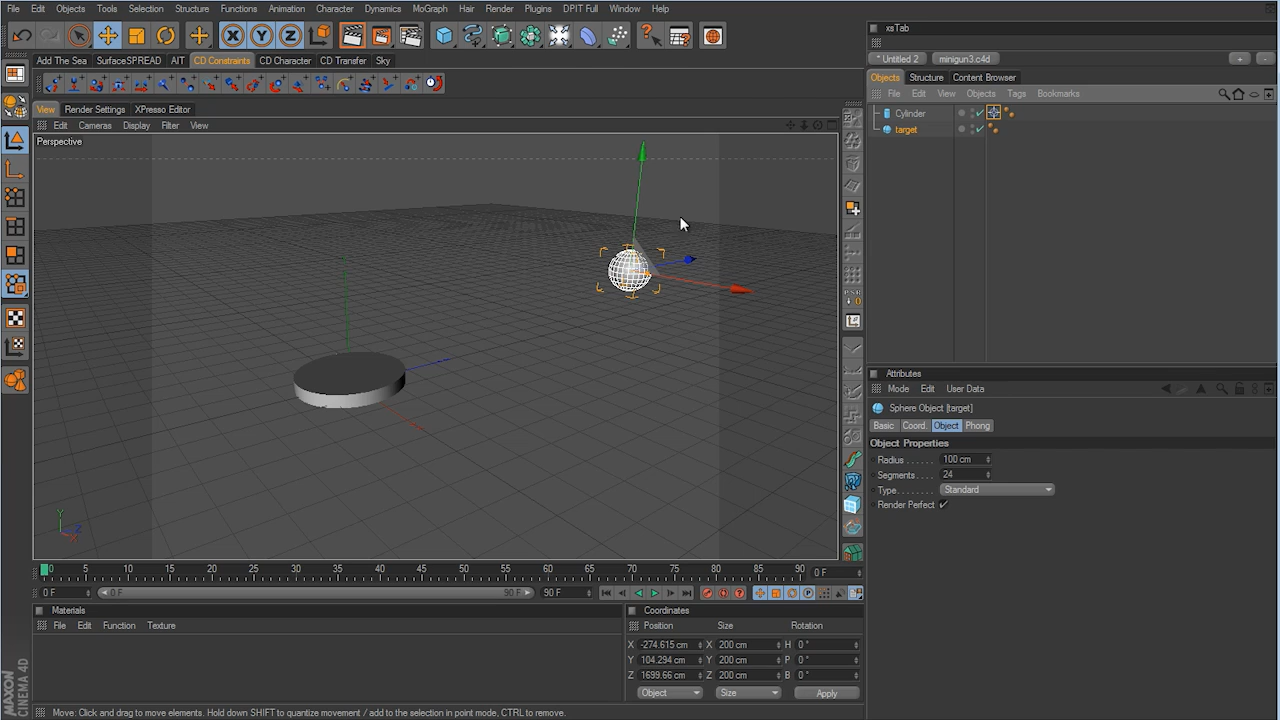 File Edit Objects Tools Selection Structure Functions Animation Character Dynamics MoGraph Hair Render Plugins DPIT Full Window Help
xsTab
Add The Sea SurfaceSPREAD AIT CD Constraints CD Character CD Transfer Sky
* Untitled 2 minigun3.c4d + -
Objects Structure Content Browser
File Edit View Objects Tags Bookmarks
View Render Settings XPresso Editor
Edit Cameras Display Filter View
Perspective
Cylinder
target
Y
Z
X
P S R
0
Attributes
Mode Edit User Data
Sphere Object [target]
Basic Coord. Object Phong
Object Properties
Radius . . . . . . 100 cm
Segments . . . . 24
Type. . . . . . . . Standard
Render Perfect
0 5 10 15 20 25 30 35 40 45 50 55 60 65 70 75 80 85 90 0 F
0 F 0 F 90 F 90 F
Materials
File Edit Function Texture
Coordinates
Position Size Rotation
X -274.615 cm X 200 cm H 0 °
Y 104.294 cm Y 200 cm P 0 °
Z 1699.66 cm Z 200 cm B 0 °
Object Size Apply
MAXON
CINEMA 4D
Move: Click and drag to move elements. Hold down SHIFT to quantize movement / add to the selection in point mode, CTRL to remove.